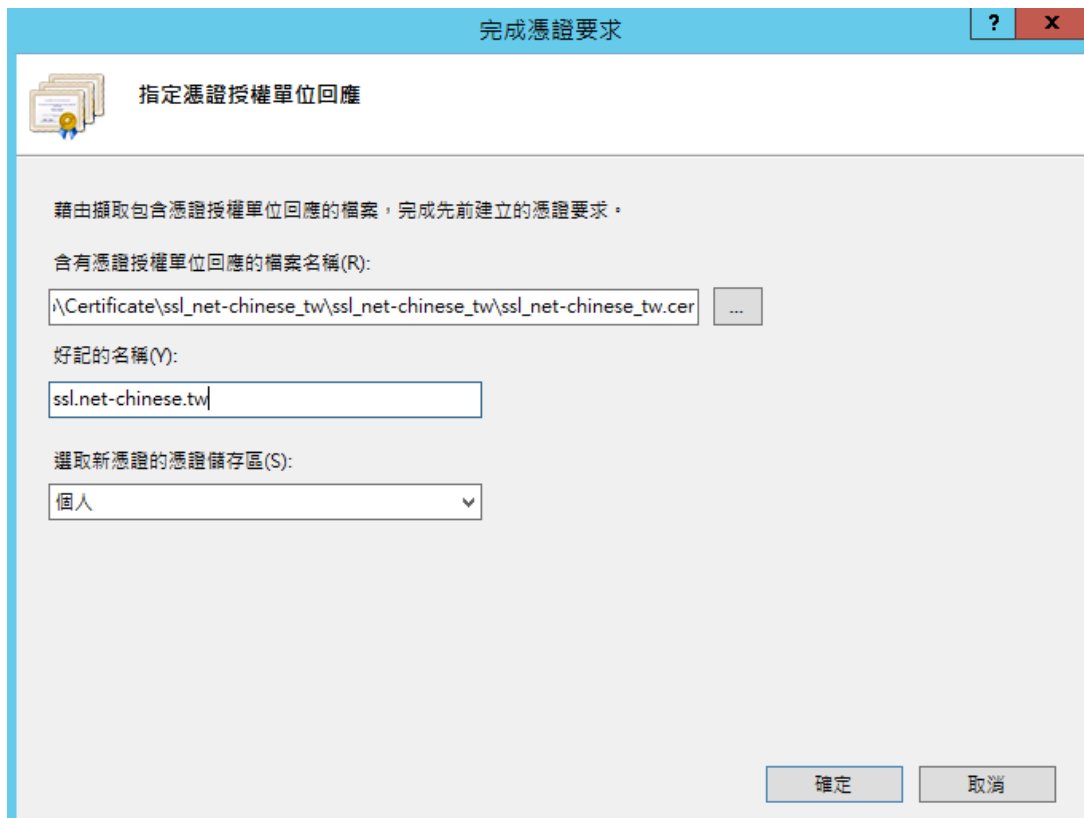 完成憑證要求
?
x
指定憑證授權單位回應
藉由擷取包含憑證授權單位回應的檔案，完成先前建立的憑證要求。
含有憑證授權單位回應的檔案名稱(R):
\Certificate\ssl_net-chinese_tw\ssl_net-chinese_tw\ssl_net-chinese_tw.cer
...
好記的名稱(Y):
ssl.net-chinese.tw
選取新憑證的憑證儲存區(S):
個人
確定
取消